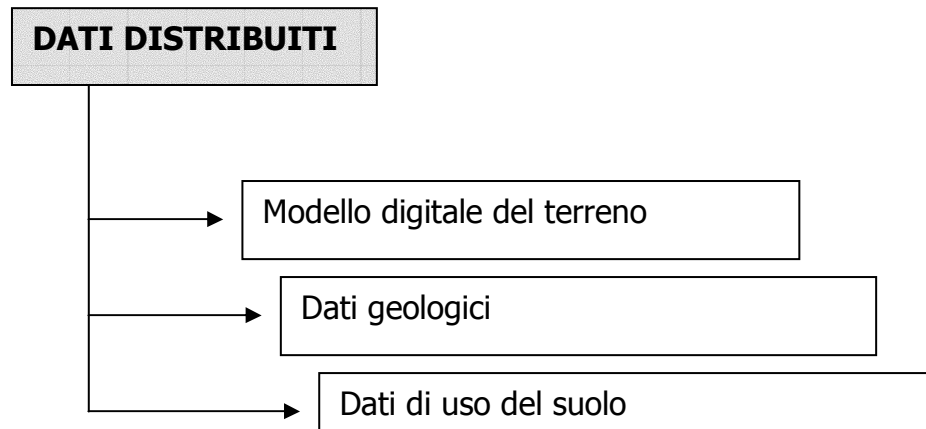 DATI DISTRIBUITI
Modello digitale del terreno
Dati geologici
Dati di uso del suolo